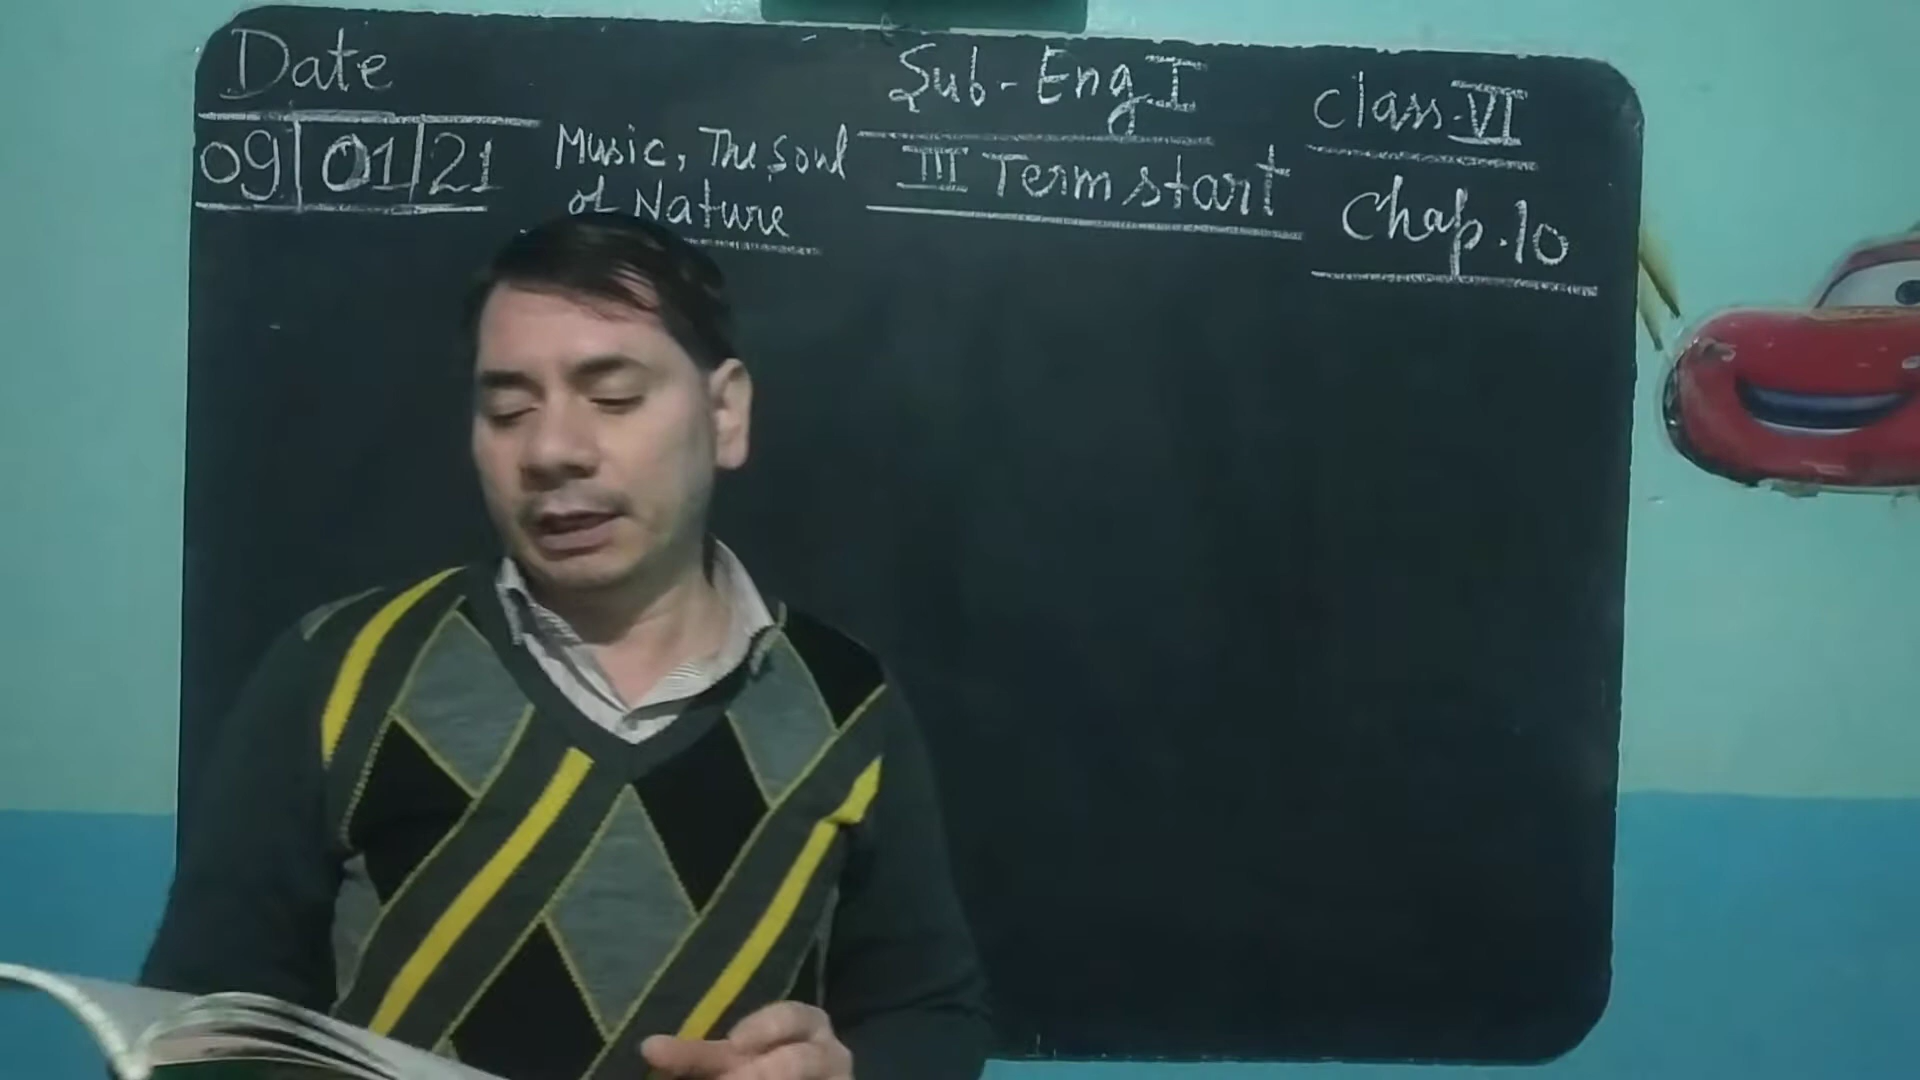 Date
09|01|21
Music, The Soul
of Nature
Sub-Eng I
III Term start
Class-VI
Chap.10